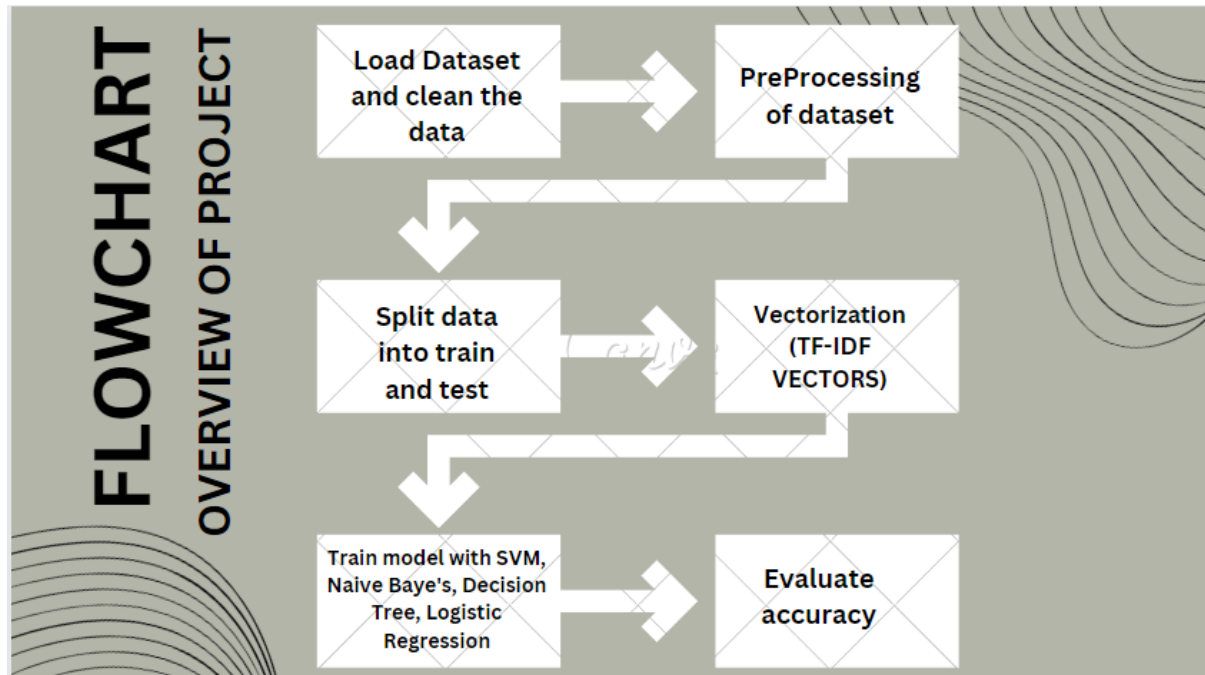 FLOWCHART
OVERVIEW OF PROJECT
Load Dataset
and clean the
data
PreProcessing
of dataset
Split data
into train
and test
Canva
Vectorization
(TF-IDF
VECTORS)
Train model with SVM,
Naive Baye's, Decision
Tree, Logistic
Regression
Evaluate
accuracy